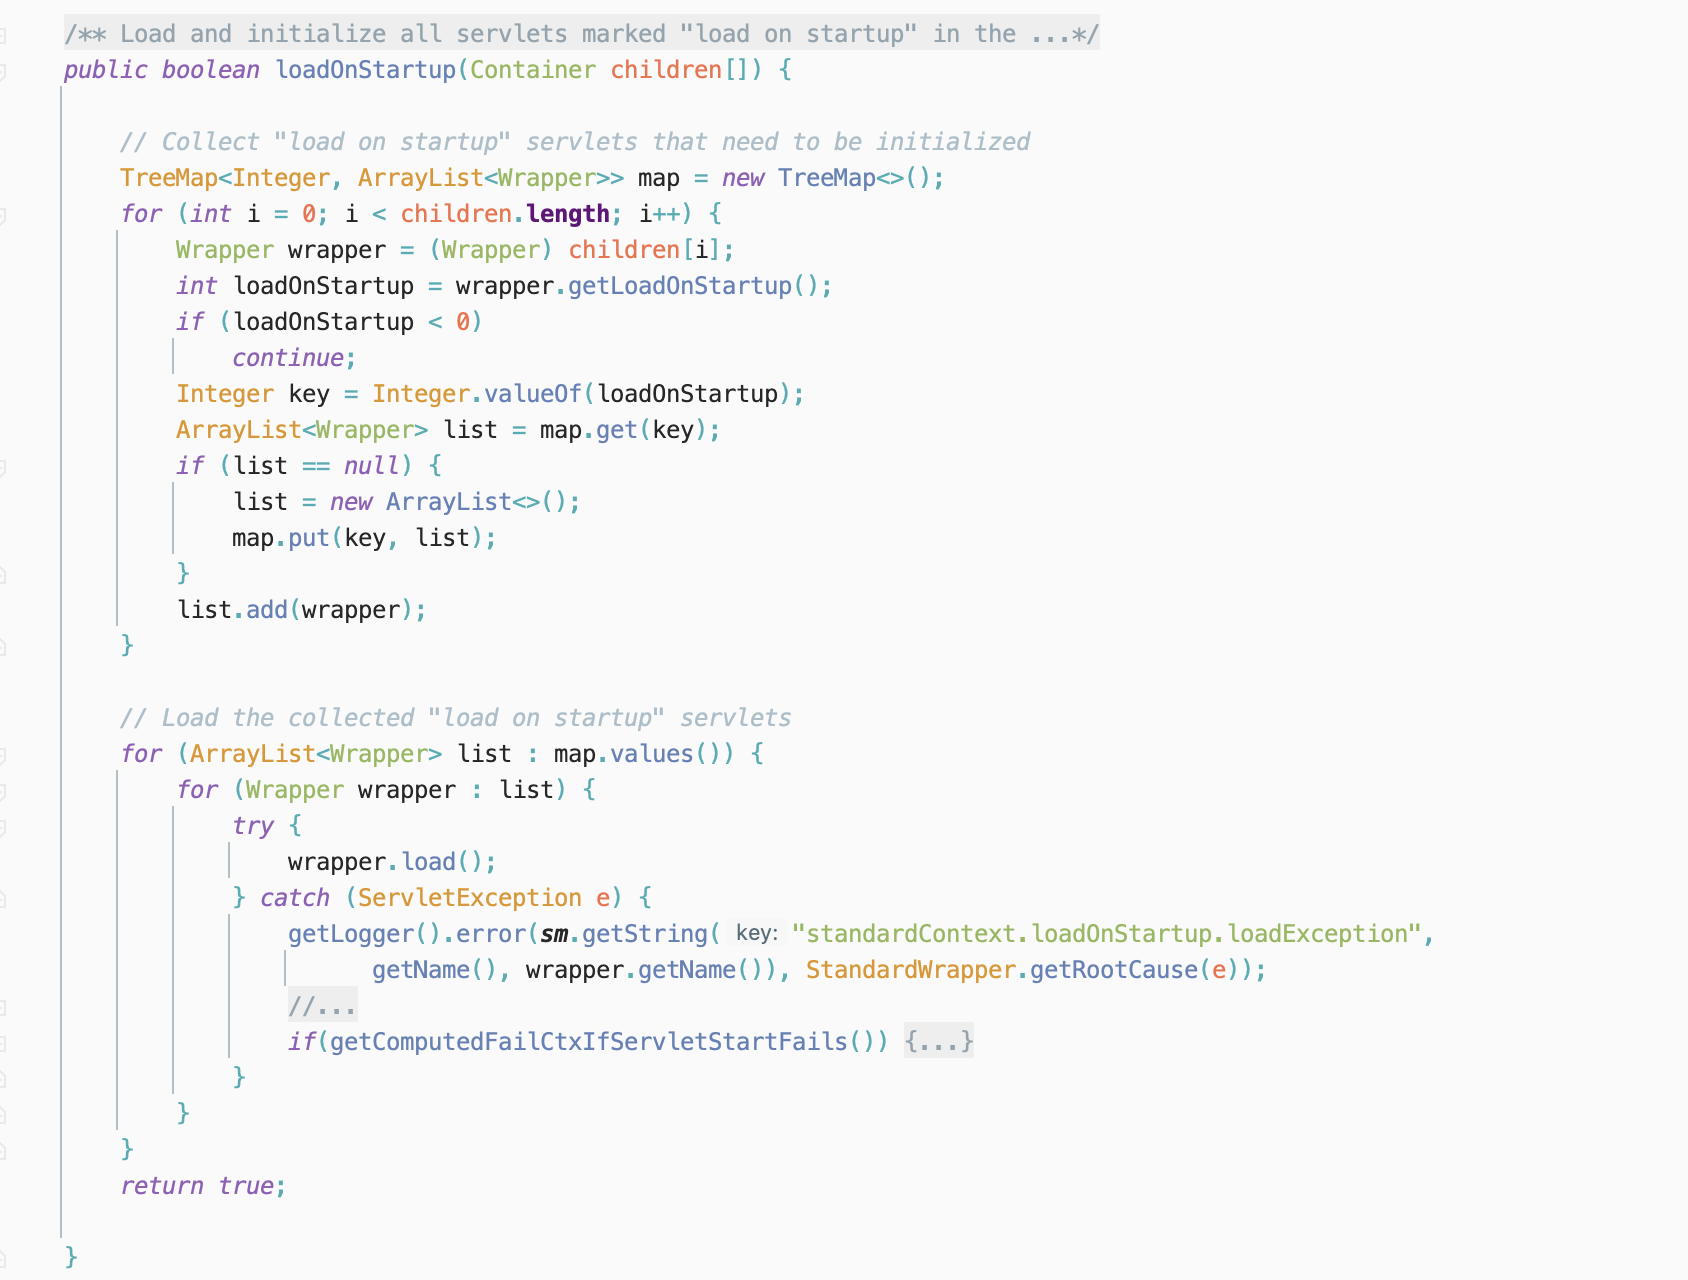 /** Load and initialize all servlets marked "load on startup" in the ...*/
public boolean loadOnStartup(Container children[]) {
// Collect "load on startup" servlets that need to be initialized
TreeMap<Integer, ArrayList<Wrapper>> map = new TreeMap<>();
for (int i = 0; i < children.length; i++) {
Wrapper wrapper = (Wrapper) children[i];
int loadOnStartup = wrapper.getLoadOnStartup();
if (loadOnStartup < 0)
continue;
Integer key = Integer.valueOf(loadOnStartup);
ArrayList<Wrapper> list = map.get(key);
if (list == null) {
list = new ArrayList<>();
map.put(key, list);
}
list.add(wrapper);
}
// Load the collected "load on startup" servlets
for (ArrayList<Wrapper> list : map.values()) {
for (Wrapper wrapper : list) {
try {
wrapper.load();
} catch (ServletException e) {
getLogger().error(sm.getString( key: "standardContext.loadOnStartup.loadException",
getName(), wrapper.getName()), StandardWrapper.getRootCause(e));
//...
if(getComputedFailCtxIfServletStartFails()) {...}
}
}
}
return true;
}